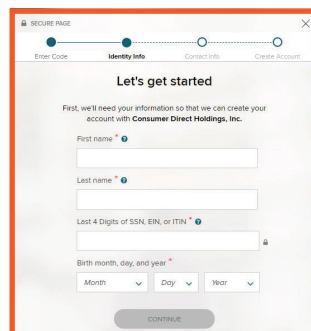 SECURE PAGE
Enter Code Identity Info Contact Info Create Account
Let's get started
First, we'll need your information so that we can create your
account with Consumer Direct Holdings, Inc.
First name *
Last name *
Last 4 Digits of SSN, EIN, or ITIN *
Birth month, day, and year *
Month Day Year
CONTINUE